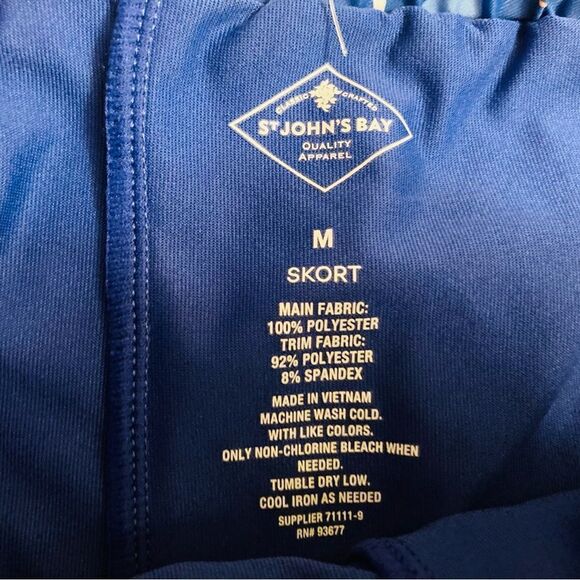 CLASSIC CRAFTED
ST JOHN'S BAY
QUALITY
APPAREL
M
SKORT
MAIN FABRIC:
100% POLYESTER
TRIM FABRIC:
92% POLYESTER
8% SPANDEX
MADE IN VIETNAM
MACHINE WASH COLD.
WITH LIKE COLORS.
ONLY NON-CHLORINE BLEACH WHEN
NEEDED.
TUMBLE DRY LOW.
COOL IRON AS NEEDED
SUPPLIER 71111-9
RN# 93677